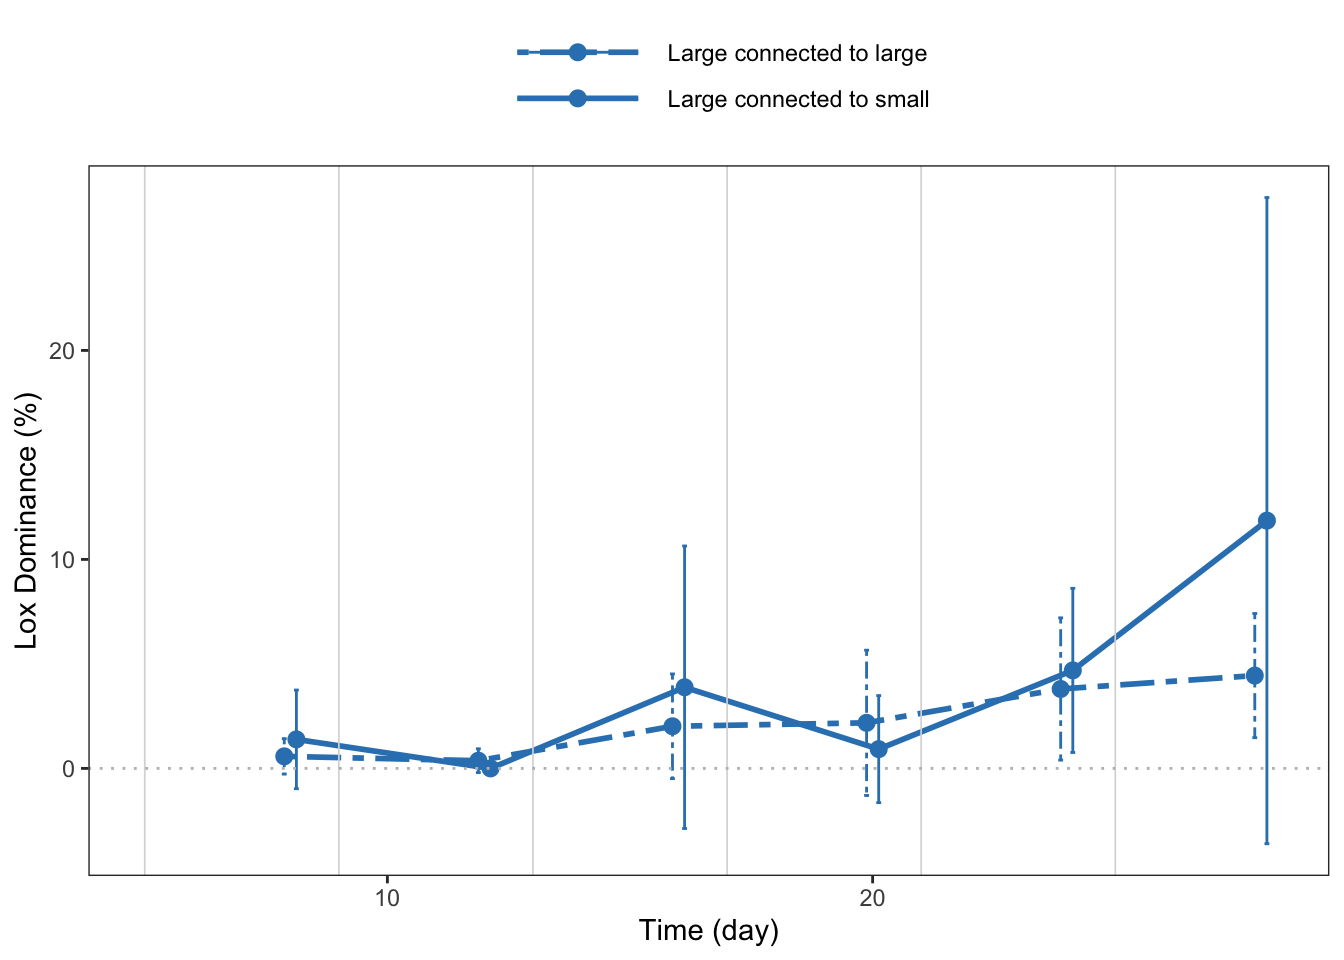 Large connected to large
Large connected to small
20
10
0
Lox Dominance (%)
10 20
Time (day)